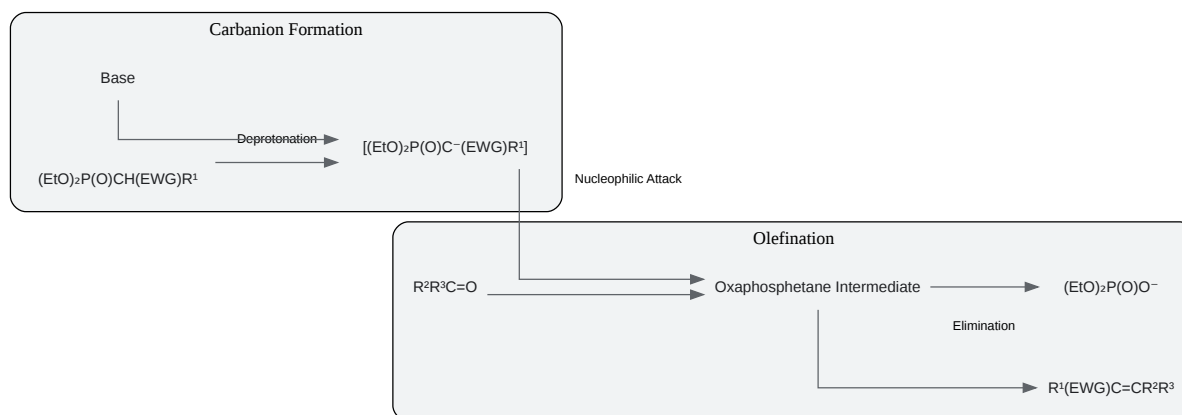 Carbanion Formation
Base
Deprotonation
[(EtO)₂P(O)C⁻(EWG)R¹]
(EtO)₂P(O)CH(EWG)R¹
Nucleophilic Attack
Olefination
R²R³C=O
Oxaphosphetane Intermediate
(EtO)₂P(O)O⁻
Elimination
R¹(EWG)C=CR²R³